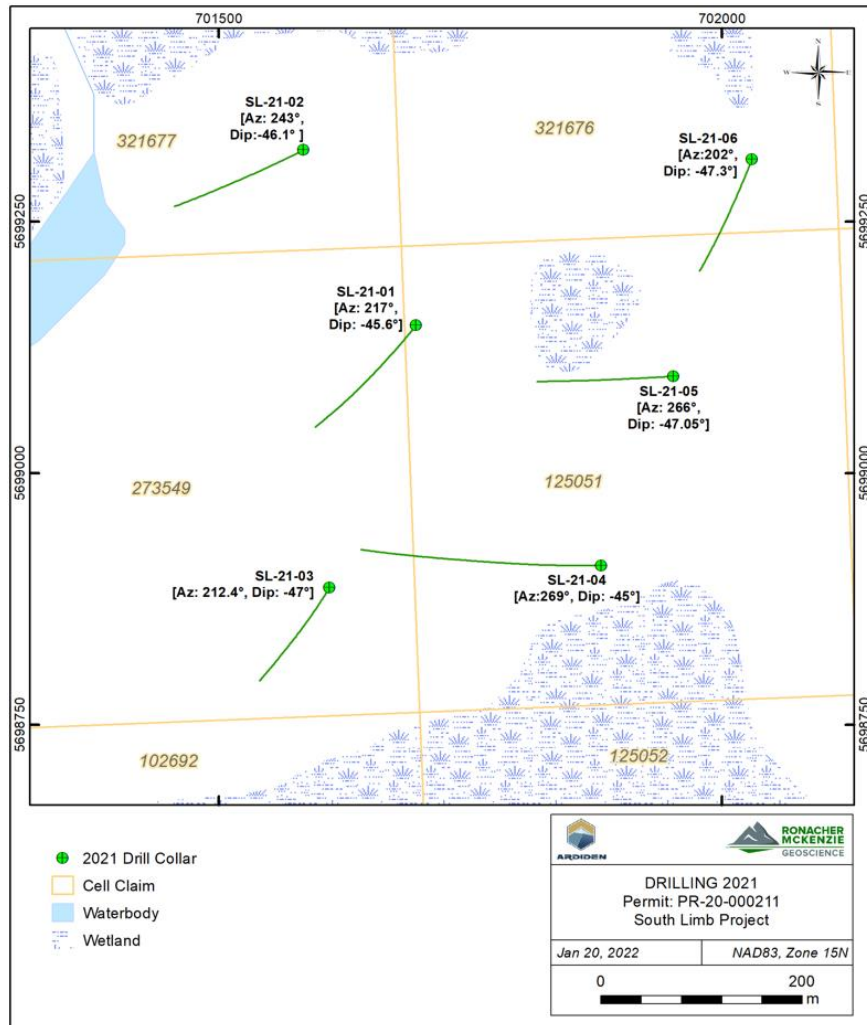 701500
702000
N
W
E
S
SL-21-02
[Az: 243°,
Dip:-46.1° ]
321677
321676
SL-21-06
[Az:202°,
Dip: -47.3°]
5699250
5699250
SL-21-01
[Az: 217°,
Dip: -45.6°]
SL-21-05
[Az: 266°,
Dip: -47.05°]
5699000
5699000
273549
125051
SL-21-03
[Az: 212.4°, Dip: -47°]
SL-21-04
[Az:269°, Dip: -45°]
5698750
5698750
102692
125052
2021 Drill Collar
Cell Claim
Waterbody
Wetland
ARDIDEN
RONACHER
MCKENZIE
GEOSCIENCE
DRILLING 2021
Permit: PR-20-000211
South Limb Project
Jan 20, 2022
NAD83, Zone 15N
0
200
m